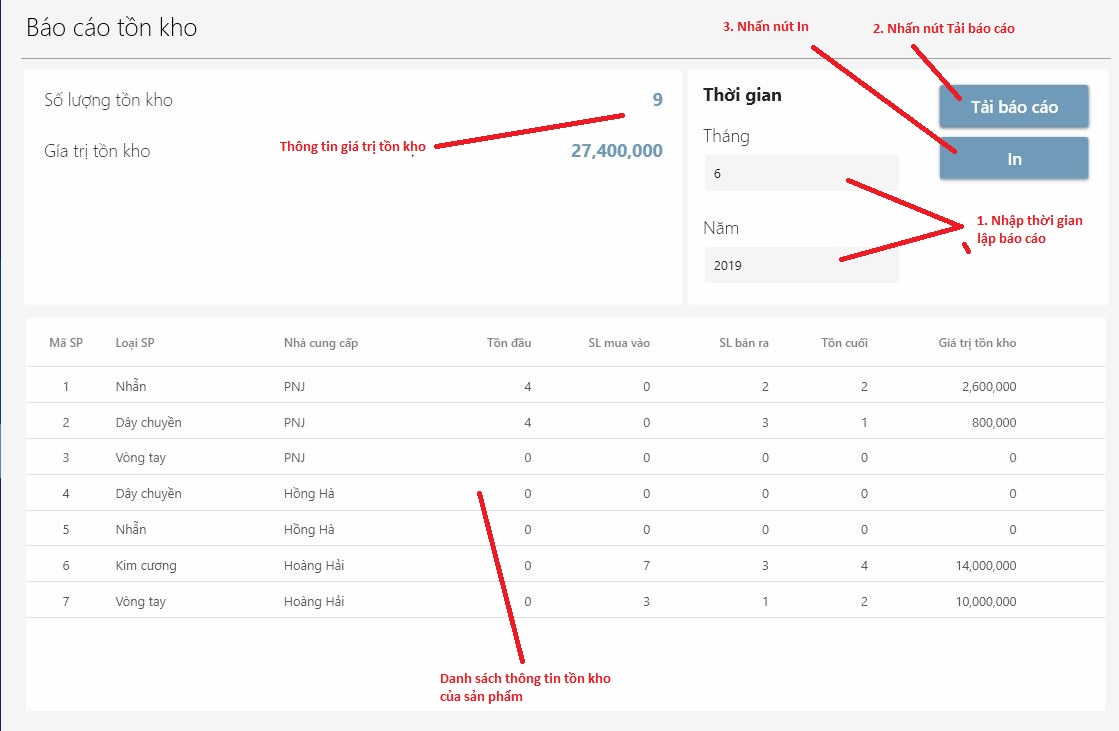 Báo cáo tồn kho
3. Nhấn nút In
2. Nhấn nút Tải báo cáo
Số lượng tồn kho 9
Gía trị tồn kho 27,400,000
Thông tin giá trị tồn kho
Thời gian
Tháng
6
Năm
2019
Tải báo cáo
In
1. Nhập thời gian
lập báo cáo
Mã SP Loại SP Nhà cung cấp Tồn đầu SL mua vào SL bán ra Tồn cuối Giá trị tồn kho
1 Nhẫn PNJ 4 0 2 2 2,600,000
2 Dây chuyền PNJ 4 0 3 1 800,000
3 Vòng tay PNJ 0 0 0 0 0
4 Dây chuyền Hồng Hà 0 0 0 0 0
5 Nhẫn Hồng Hà 0 0 0 0 0
6 Kim cương Hoàng Hải 0 7 3 4 14,000,000
7 Vòng tay Hoàng Hải 0 3 1 2 10,000,000
Danh sách thông tin tồn kho
của sản phẩm